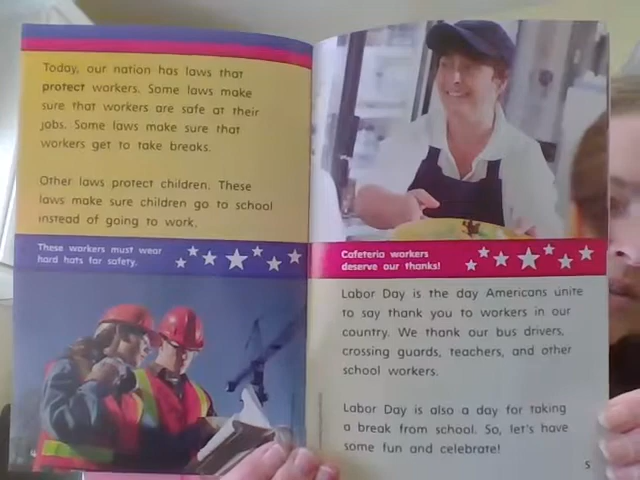 Today, our nation has laws that
protect workers. Some laws make
sure that workers are safe at their
jobs. Some laws make sure that
workers get to take breaks.
Other laws protect children. These
laws make sure children go to school
instead of going to work.
These workers must wear
hard hats for safety.
Cafeteria workers
deserve our thanks!
Labor Day is the day Americans unite
to say thank you to workers in our
country. We thank our bus drivers,
crossing guards, teachers, and other
school workers.
Labor Day is also a day for taking
a break from school. So, let's have
some fun and celebrate!
5